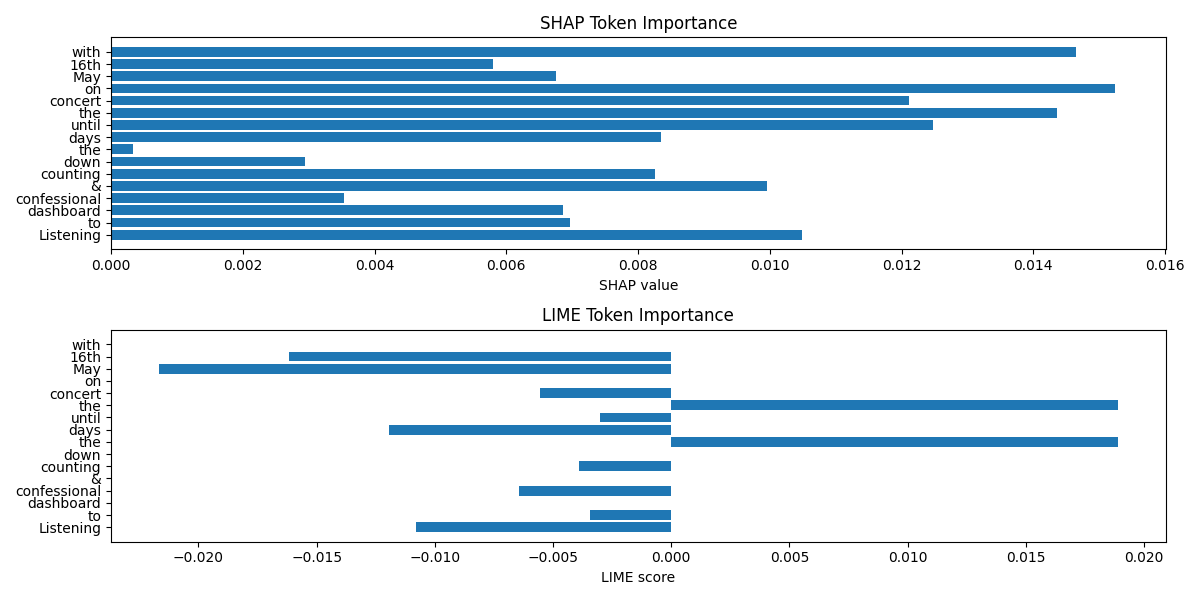 SHAP Token Importance
with
16th
May
on
concert
the
until
days
the
down
counting
&
confessional
dashboard
to
Listening
0.000 0.002 0.004 0.006 0.008 0.010 0.012 0.014 0.016
SHAP value
LIME Token Importance
with
16th
May
on
concert
the
until
days
the
down
counting
&
confessional
dashboard
to
Listening
−0.020 −0.015 −0.010 −0.005 0.000 0.005 0.010 0.015 0.020
LIME score